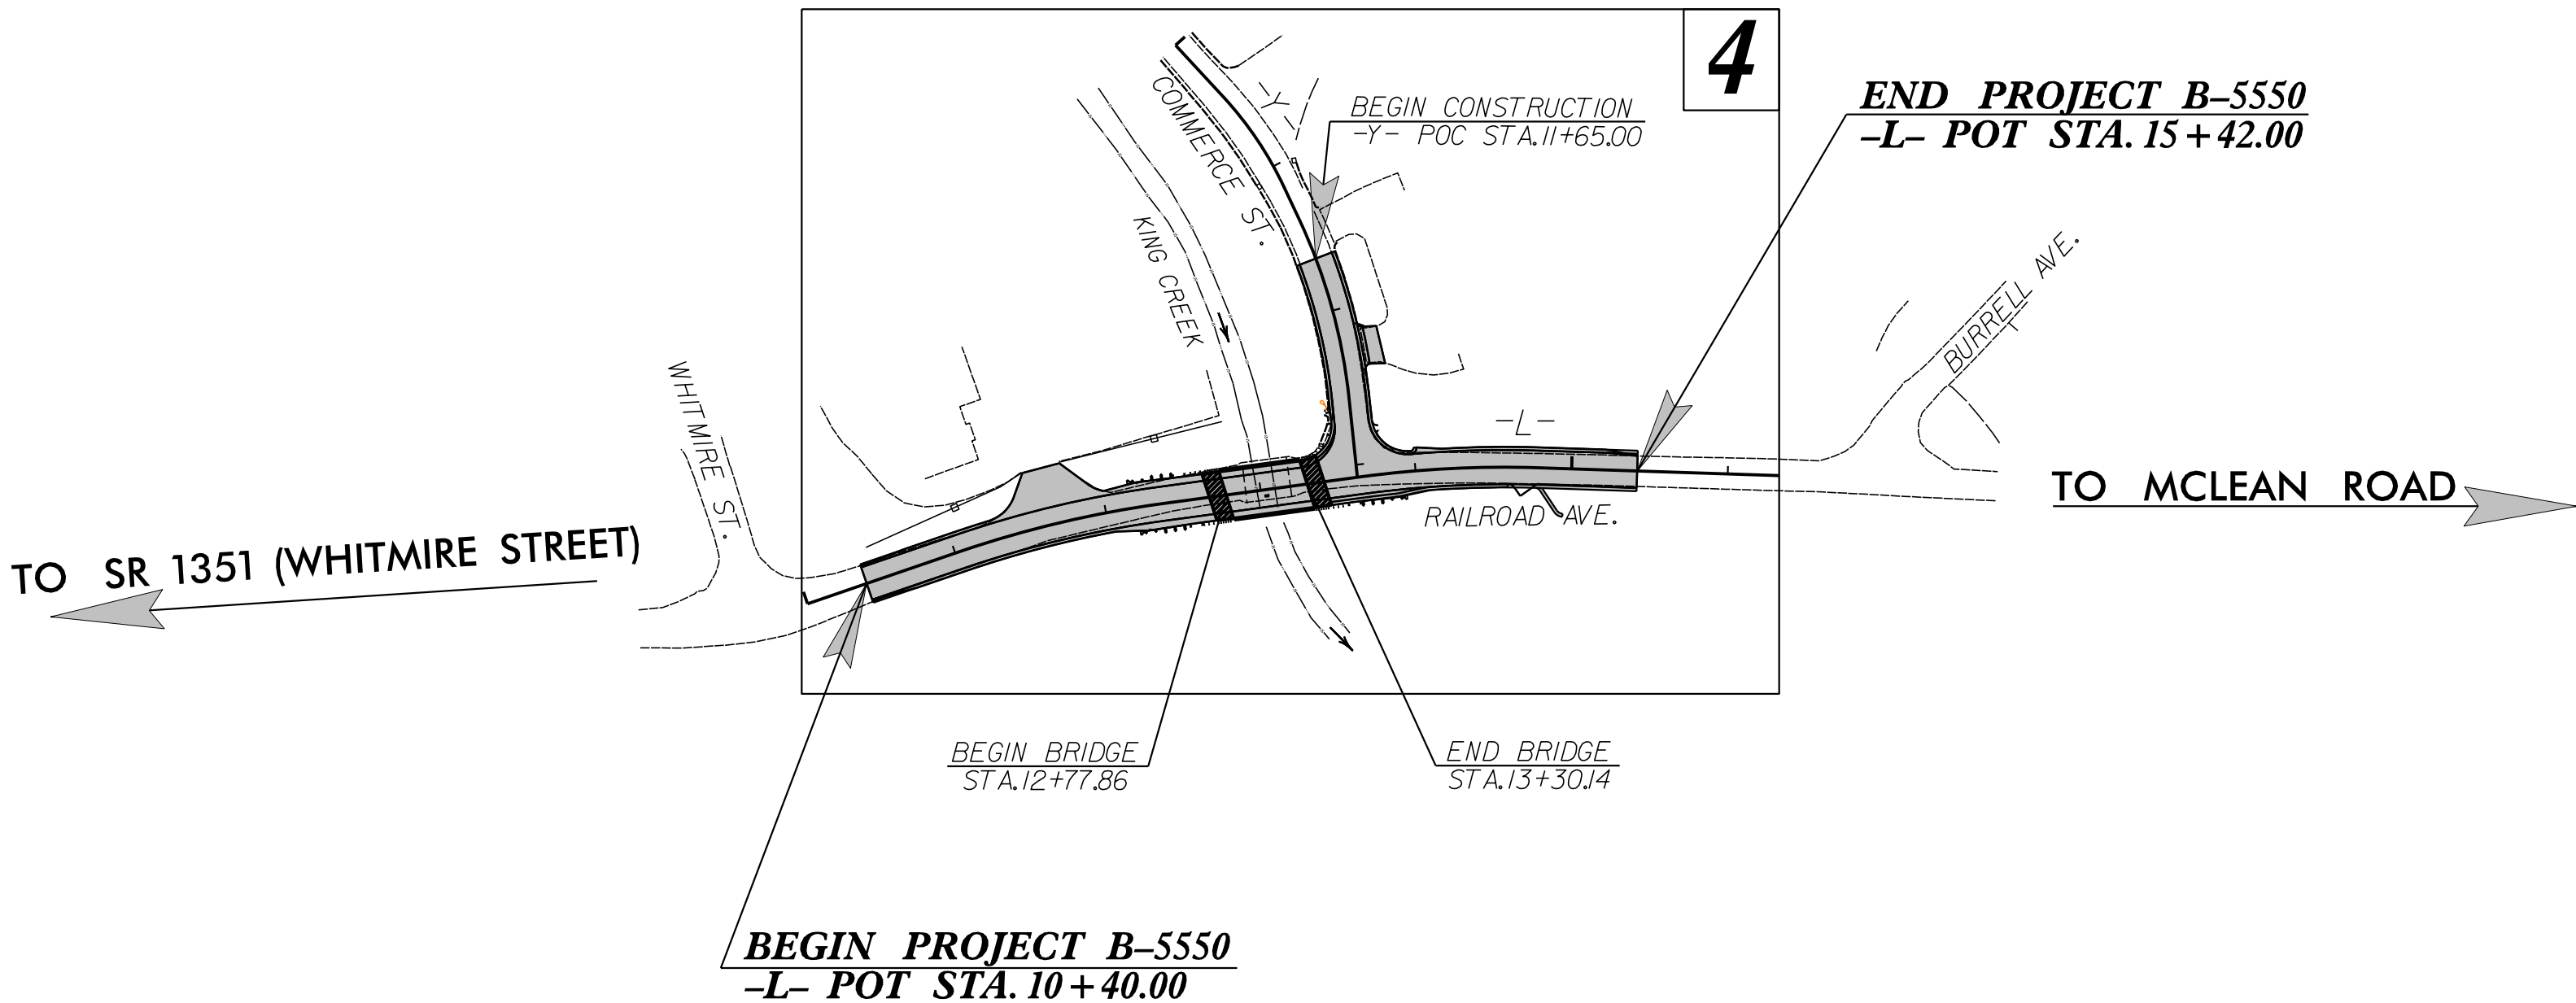 4
END PROJECT B-5550
-L- POT STA. 15+42.00
BEGIN CONSTRUCTION
-Y- POC STA.11+65.00
-Y-
COMMERCE ST.
KING CREEK
BURRELL AVE.
WHITMIRE ST.
-L-
RAILROAD AVE.
TO MCLEAN ROAD
TO SR 1351 (WHITMIRE STREET)
BEGIN BRIDGE
STA.12+77.86
END BRIDGE
STA.13+30.14
BEGIN PROJECT B-5550
-L- POT STA. 10+40.00